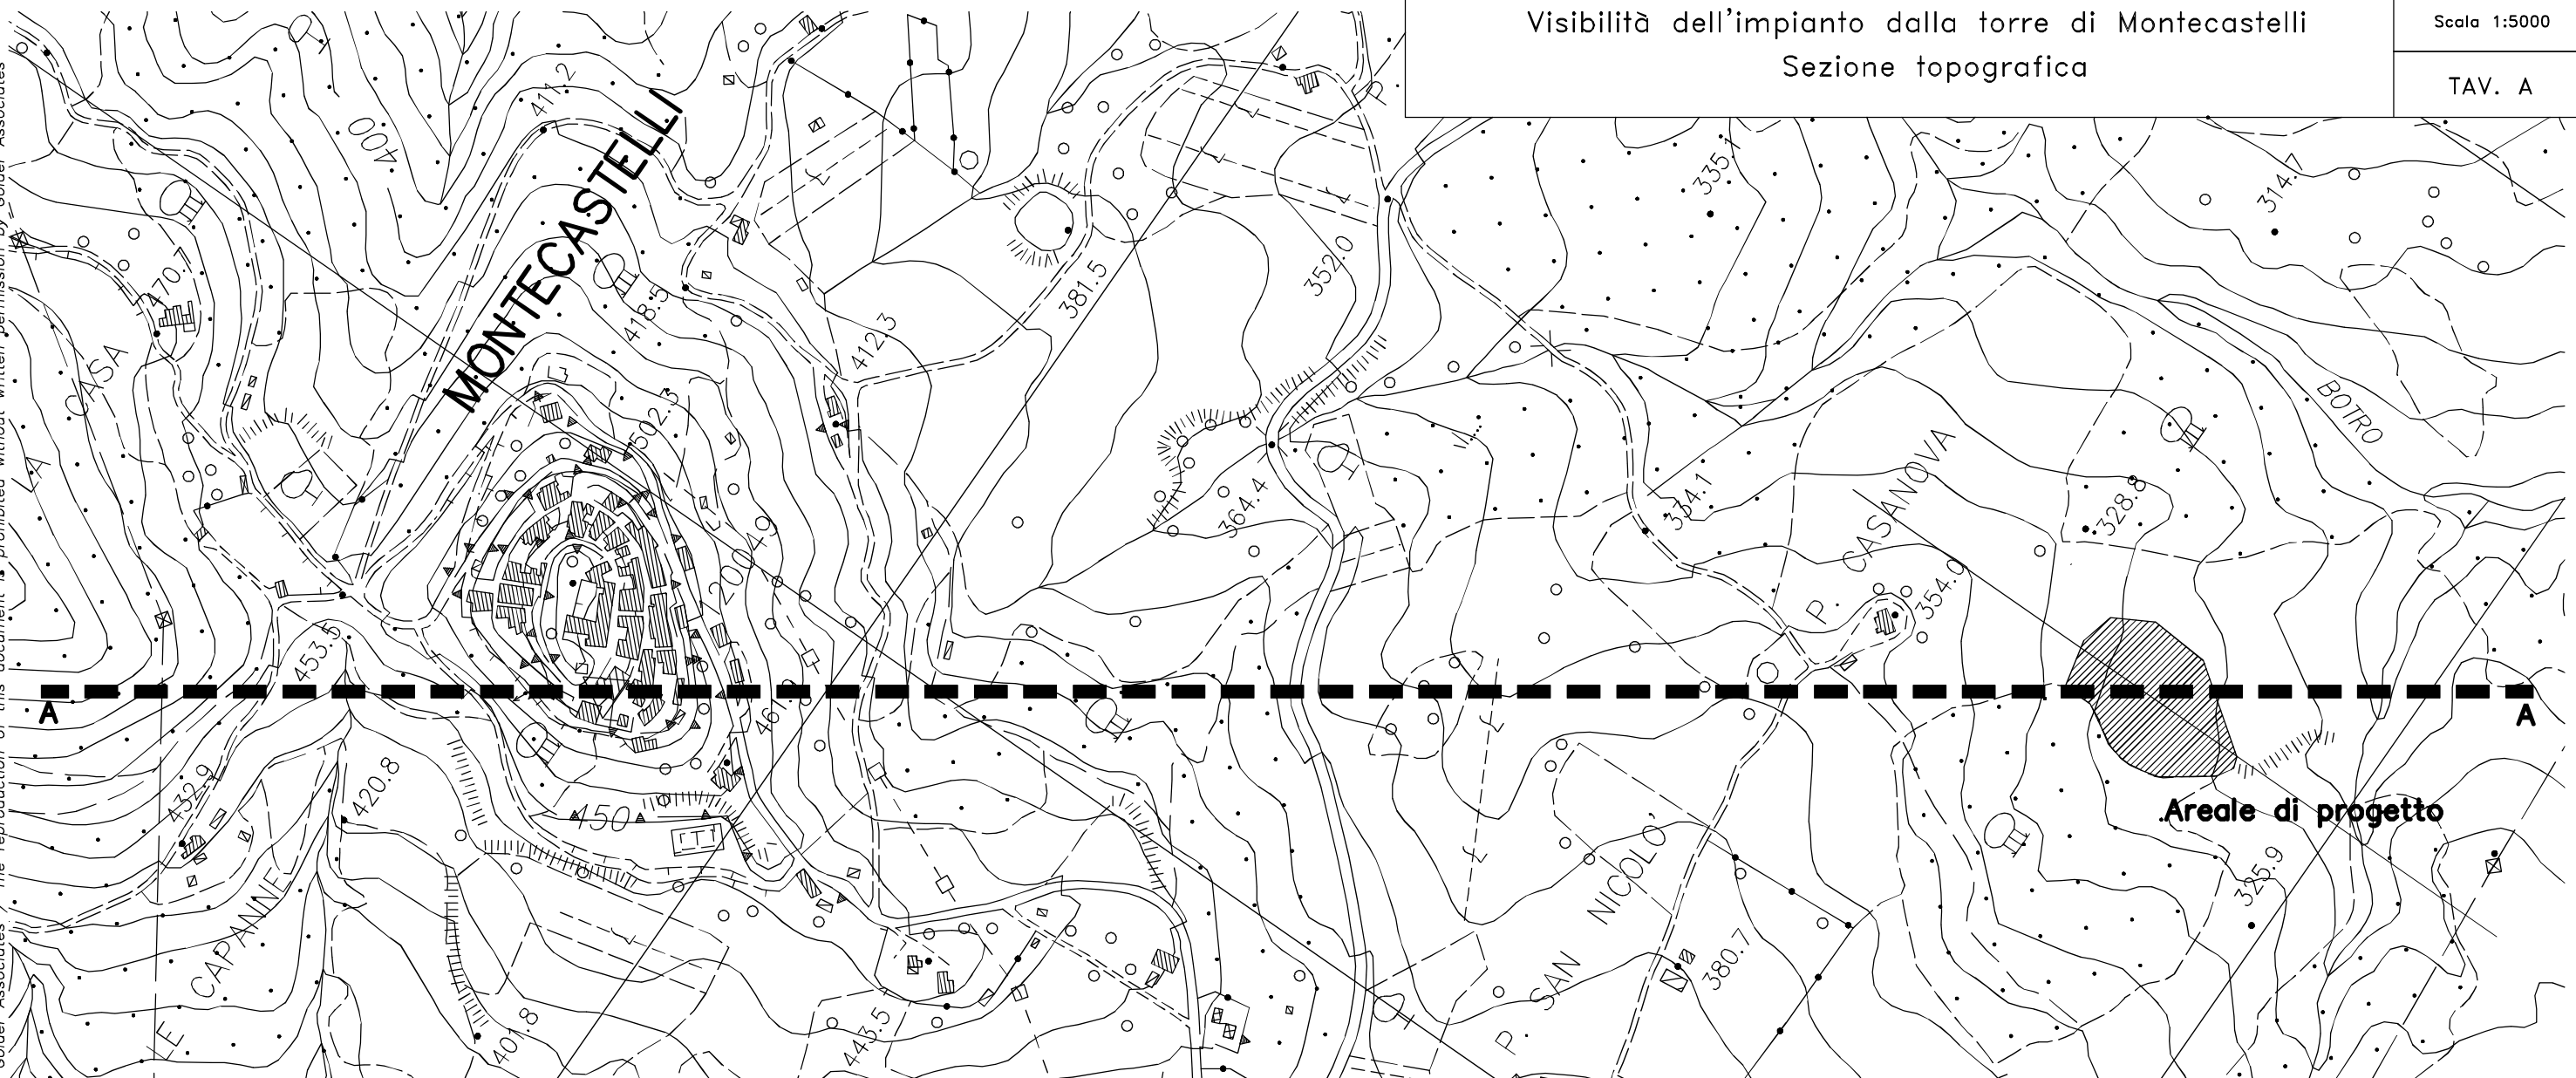 Visibilità dell'impianto dalla torre di Montecastelli
Sezione topografica
Scala 1:5000
TAV. A
MONTECASTELLI
411.2
400
470.7
CASA
LA
418.5
412.3
502.3
381.5
352.0
364.4
335.1
314.7
BOTRO
334.1
P. CASANOVA
354.0
328.8
453.5
432.9
420.8
CAPANNE
LE
401.8
450
443.5
P. SAN NICOLO'
380.7
325.9
A
A
Areale di progetto